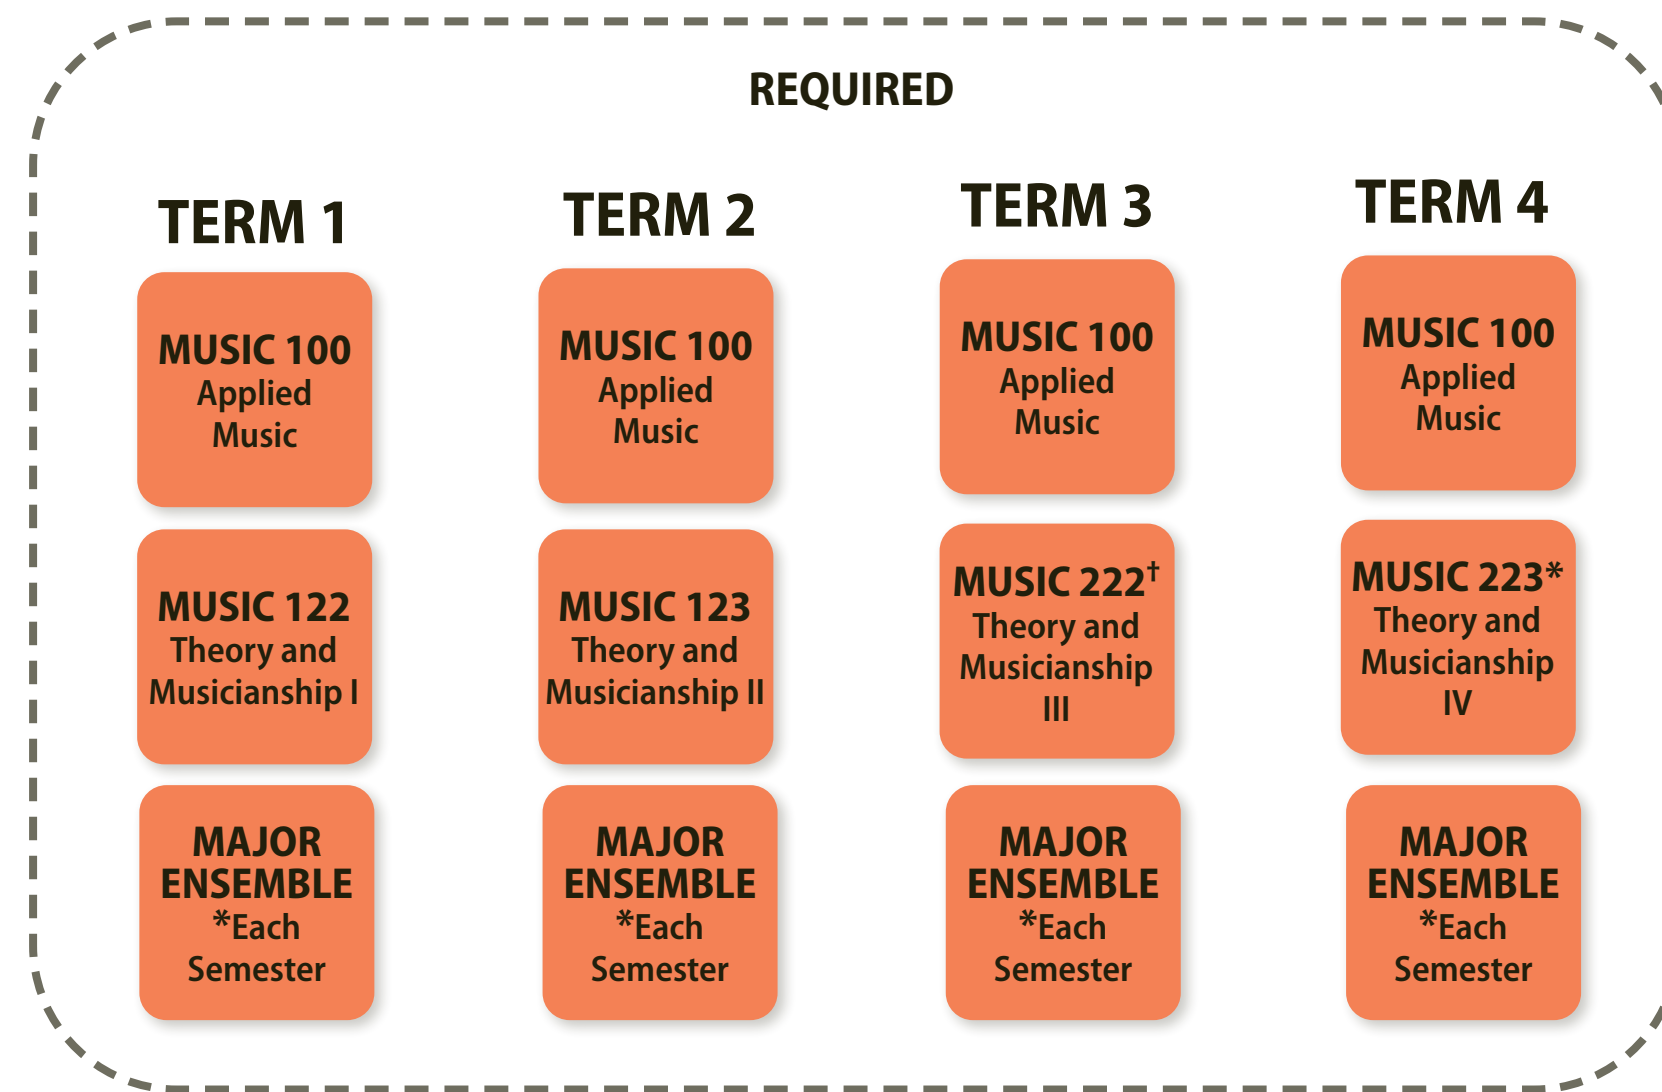 REQUIRED
TERM 1
MUSIC 100
Applied
Music
MUSIC 122
Theory and
Musicianship I
MAJOR
ENSEMBLE
*Each
Semester
TERM 2
MUSIC 100
Applied
Music
MUSIC 123
Theory and
Musicianship II
MAJOR
ENSEMBLE
*Each
Semester
TERM 3
MUSIC 100
Applied
Music
MUSIC 222†
Theory and
Musicianship
III
MAJOR
ENSEMBLE
*Each
Semester
TERM 4
MUSIC 100
Applied
Music
MUSIC 223*
Theory and
Musicianship
IV
MAJOR
ENSEMBLE
*Each
Semester